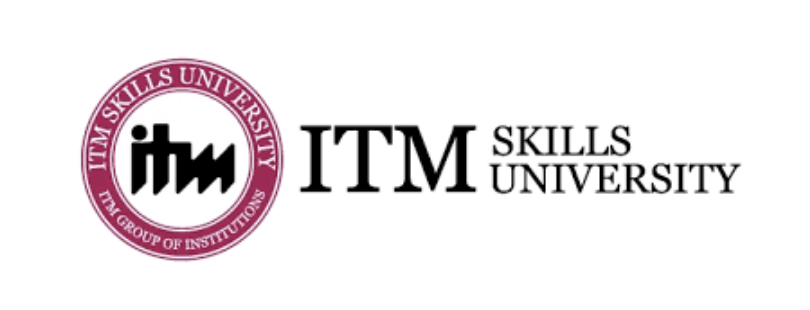 ITM SKILLS UNIVERSITY
itm
ITM GROUP OF INSTITUTIONS
ITM SKILLS
UNIVERSITY